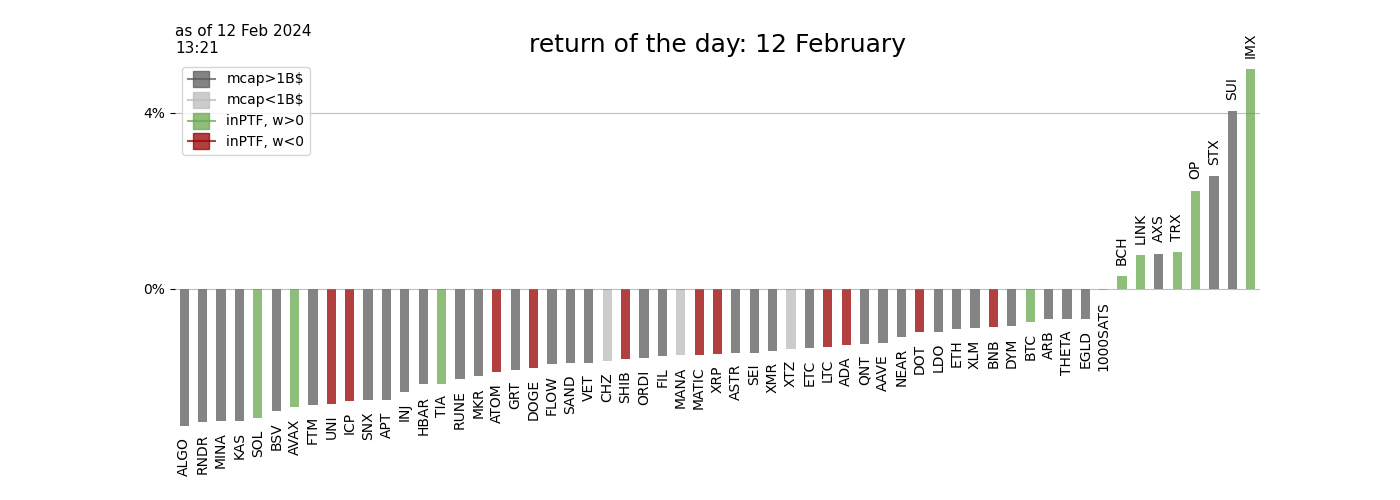 as of 12 Feb 2024
13:21
return of the day: 12 February
mcap>1B$
mcap<1B$
inPTF, w>0
inPTF, w<0
4%
0%
ALGO
RNDR
MINA
KAS
SOL
BSV
AVAX
FTM
UNI
ICP
SNX
APT
INJ
HBAR
TIA
RUNE
MKR
ATOM
GRT
DOGE
FLOW
SAND
VET
CHZ
SHIB
ORDI
FIL
MANA
MATIC
XRP
ASTR
SEI
XMR
XTZ
ETC
LTC
ADA
QNT
AAVE
NEAR
DOT
LDO
ETH
XLM
BNB
DYM
BTC
ARB
THETA
EGLD
1000SATS
BCH
LINK
AXS
TRX
OP
STX
SUI
IMX